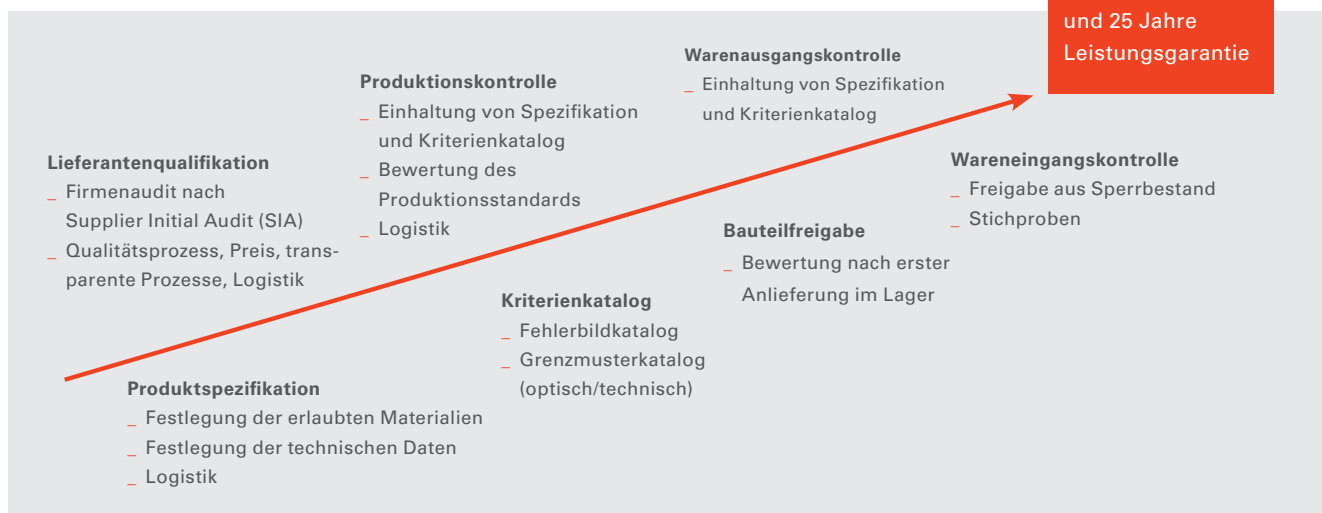 und 25 Jahre
Leistungsgarantie
Lieferantenqualifikation
_ Firmenaudit nach
Supplier Initial Audit (SIA)
_ Qualitätsprozess, Preis, trans-
parente Prozesse, Logistik
Produktspezifikation
_ Festlegung der erlaubten Materialien
_ Festlegung der technischen Daten
_ Logistik
Produktionskontrolle
_ Einhaltung von Spezifikation
und Kriterienkatalog
_ Bewertung des
Produktionsstandards
_ Logistik
Kriterienkatalog
_ Fehlerbildkatalog
_ Grenzmusterkatalog
(optisch/technisch)
Warenausgangskontrolle
_ Einhaltung von Spezifikation
und Kriterienkatalog
Bauteilfreigabe
_ Bewertung nach erster
Anlieferung im Lager
Wareneingangskontrolle
_ Freigabe aus Sperrbestand
_ Stichproben